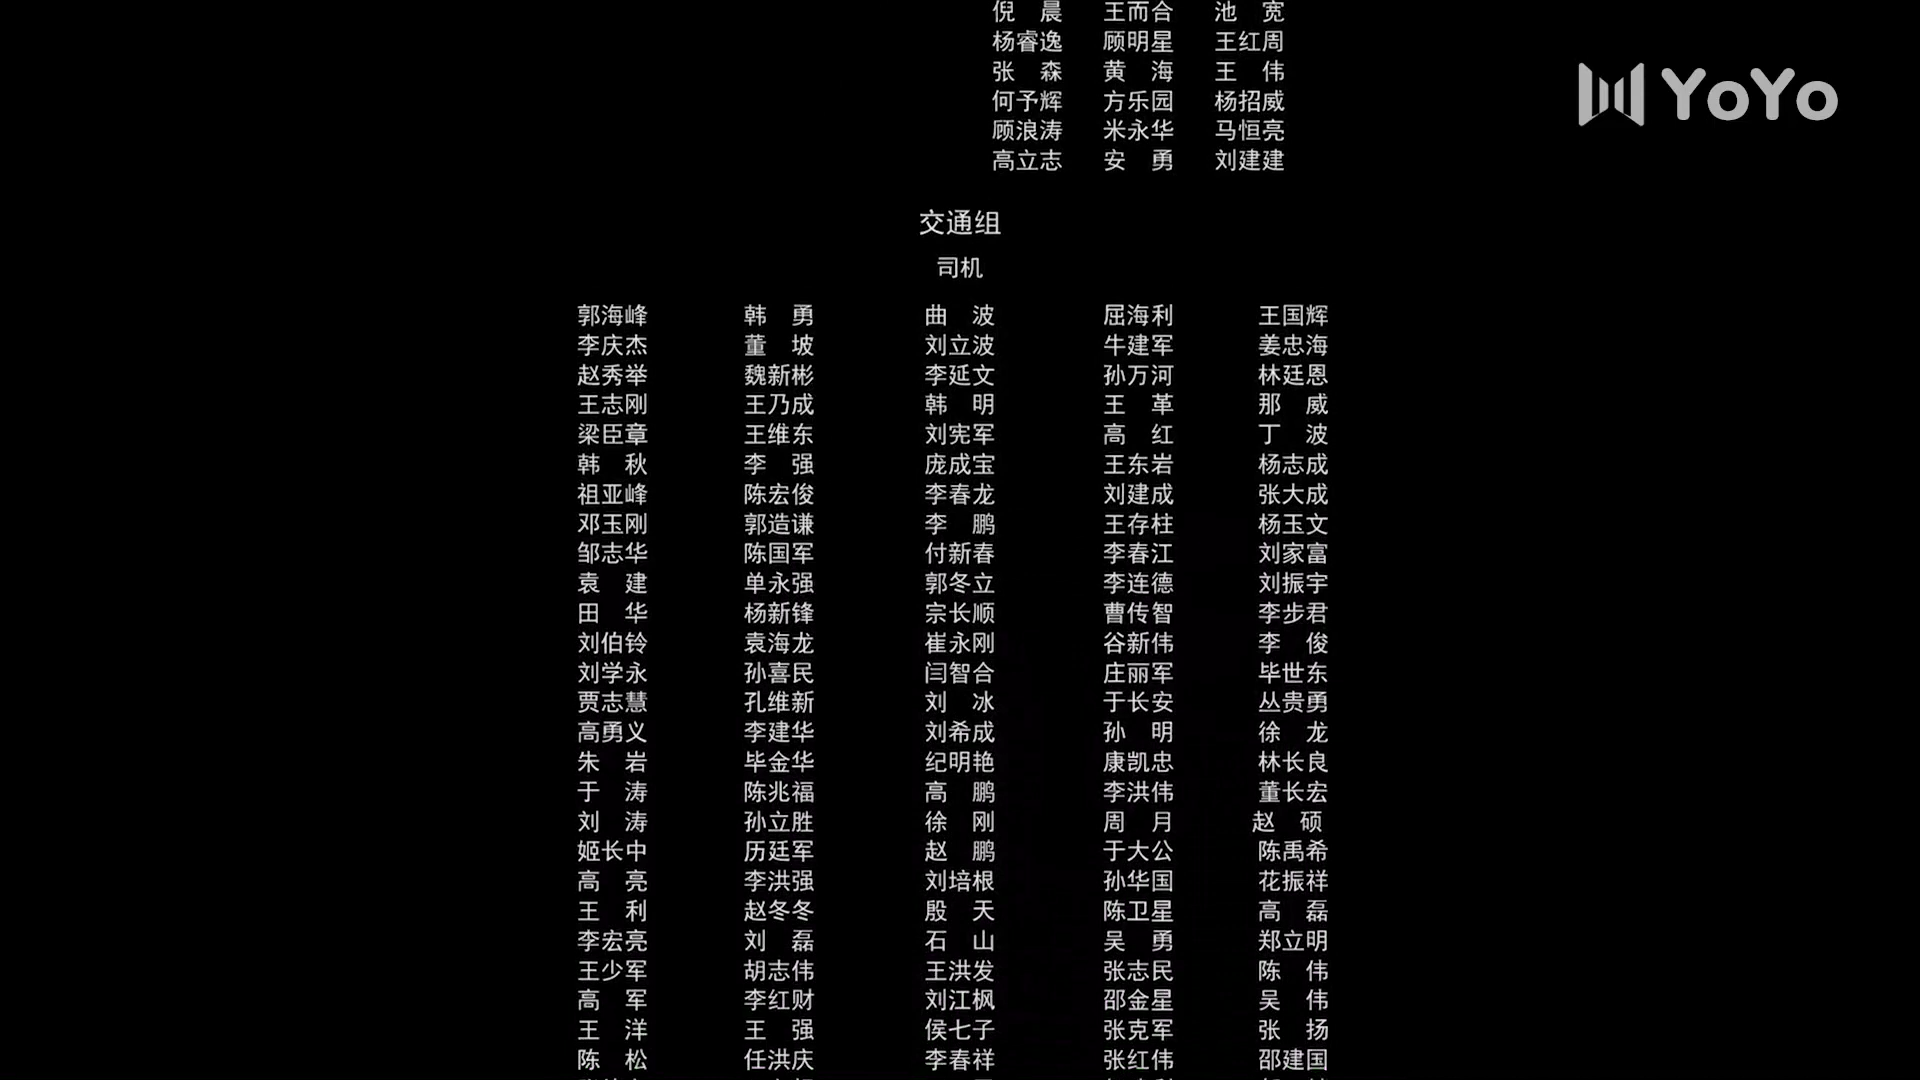 倪　晨　王而合　池　宽
杨睿逸　顾明星　王红周
YoYo
张　森　黄　海　王　伟
何予辉　方乐园　杨招威
顾浪涛　米永华　马恒亮
高立志　安　勇　刘建建
交通组
司机
郭海峰　韩　勇　曲　波　屈海利　王国辉
李庆杰　董　坡　刘立波　牛建军　姜忠海
赵秀举　魏新彬　李延文　孙万河　林廷恩
王志刚　王乃成　韩　明　王　革　那　威
梁臣章　王维东　刘宪军　高　红　丁　波
韩　秋　李　强　庞成宝　王东岩　杨志成
祖亚峰　陈宏俊　李春龙　刘建成　张大成
邓玉刚　郭造谦　李　鹏　王存柱　杨玉文
邹志华　陈国军　付新春　李春江　刘家富
袁　建　单永强　郭冬立　李连德　刘振宇
田　华　杨新锋　宗长顺　曹传智　李步君
刘伯铃　袁海龙　崔永刚　谷新伟　李　俊
刘学永　孙喜民　闫智合　庄丽军　毕世东
贾志慧　孔维新　刘　冰　于长安　丛贵勇
高勇义　李建华　刘希成　孙　明　徐　龙
朱　岩　毕金华　纪明艳　康凯忠　林长良
于　涛　陈兆福　高　鹏　李洪伟　董长宏
刘　涛　孙立胜　徐　刚　周　月　赵　硕
姬长中　历廷军　赵　鹏　于大公　陈禹希
高　亮　李洪强　刘培根　孙华国　花振祥
王　利　赵冬冬　殷　天　陈卫星　高　磊
李宏亮　刘　磊　石　山　吴　勇　郑立明
王少军　胡志伟　王洪发　张志民　陈　伟
高　军　李红财　刘江枫　邵金星　吴　伟
王　洋　王　强　侯七子　张克军　张　扬
陈　松　任洪庆　李春祥　张红伟　邵建国